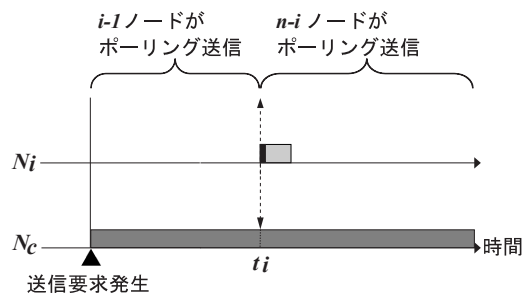 i-1ノードが
ポーリング送信
n-iノードが
ポーリング送信
Ni
Nc
ti
時間
送信要求発生